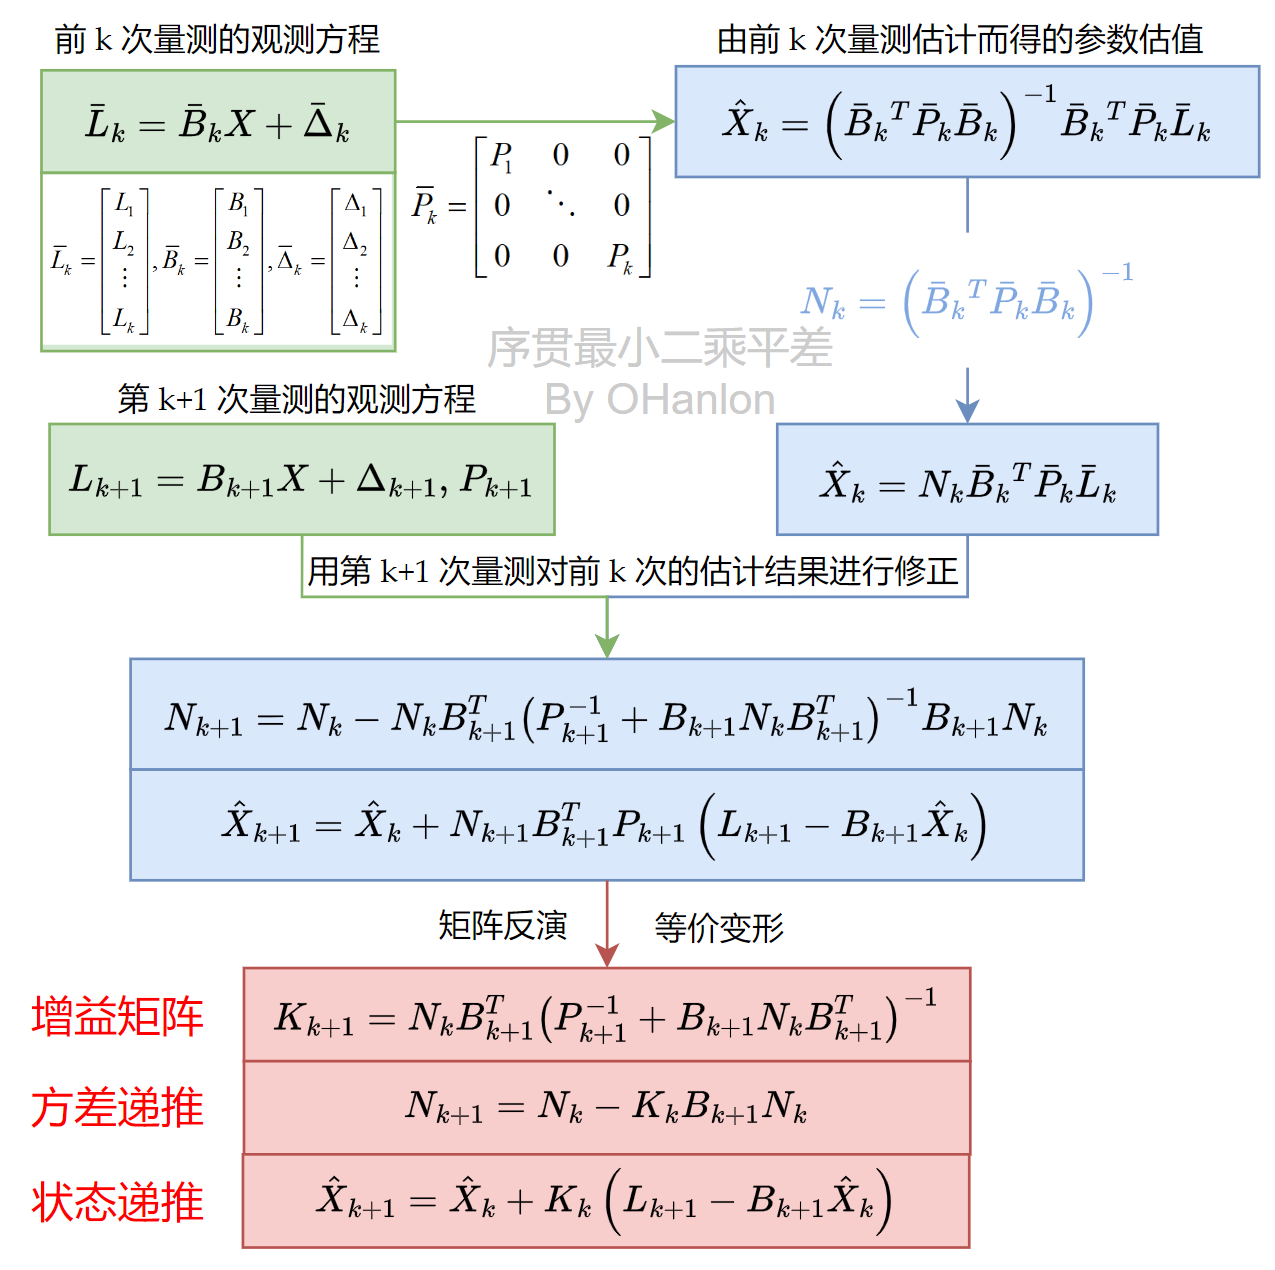 前 k 次量测的观测方程
由前 k 次量测估计而得的参数估值
$\bar{L}_k = \bar{B}_k X + \bar{\Delta}_k$
$\hat{X}_k = \left(\bar{B}_k{}^T \bar{P}_k \bar{B}_k\right)^{-1} \bar{B}_k{}^T \bar{P}_k \bar{L}_k$
$\bar{L}_k = \begin{bmatrix} L_1 \\ L_2 \\ \vdots \\ L_k \end{bmatrix}, \bar{B}_k = \begin{bmatrix} B_1 \\ B_2 \\ \vdots \\ B_k \end{bmatrix}, \bar{\Delta}_k = \begin{bmatrix} \Delta_1 \\ \Delta_2 \\ \vdots \\ \Delta_k \end{bmatrix}$
$\bar{P}_k = \begin{bmatrix} P_1 & 0 & 0 \\ 0 & \ddots & 0 \\ 0 & 0 & P_k \end{bmatrix}$
$N_k = \left(\bar{B}_k{}^T \bar{P}_k \bar{B}_k\right)^{-1}$
序贯最小二乘平差
By OHanlon
第 k+1 次量测的观测方程
$L_{k+1} = B_{k+1} X + \Delta_{k+1}, P_{k+1}$
$\hat{X}_k = N_k \bar{B}_k{}^T \bar{P}_k \bar{L}_k$
用第 k+1 次量测对前 k 次的估计结果进行修正
$N_{k+1} = N_k - N_k B_{k+1}^T \left(P_{k+1}^{-1} + B_{k+1} N_k B_{k+1}^T\right)^{-1} B_{k+1} N_k$
$\hat{X}_{k+1} = \hat{X}_k + N_{k+1} B_{k+1}^T P_{k+1} \left(L_{k+1} - B_{k+1} \hat{X}_k\right)$
矩阵反演 等价变形
增益矩阵 $K_{k+1} = N_k B_{k+1}^T \left(P_{k+1}^{-1} + B_{k+1} N_k B_{k+1}^T\right)^{-1}$
方差递推 $N_{k+1} = N_k - K_k B_{k+1} N_k$
状态递推 $\hat{X}_{k+1} = \hat{X}_k + K_k \left(L_{k+1} - B_{k+1} \hat{X}_k\right)$